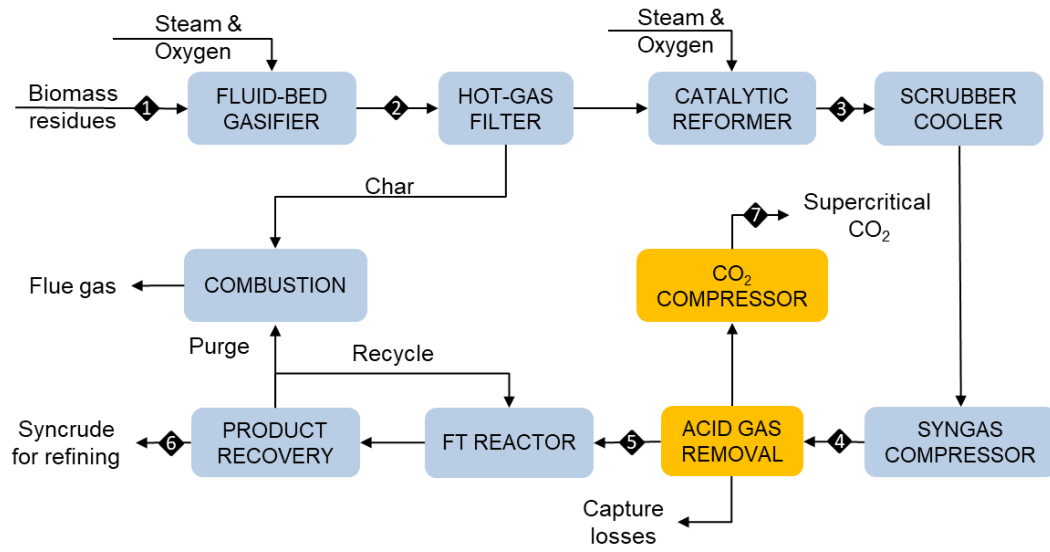 Steam &
Oxygen
Steam &
Oxygen
Biomass
residues
1
FLUID-BED
GASIFIER
2
HOT-GAS
FILTER
CATALYTIC
REFORMER
3
SCRUBBER
COOLER
Char
7
Supercritical
CO₂
Flue gas
COMBUSTION
CO₂
COMPRESSOR
Purge
Recycle
Syncrude
for refining
6
PRODUCT
RECOVERY
FT REACTOR
5
ACID GAS
REMOVAL
4
SYNGAS
COMPRESSOR
Capture
losses